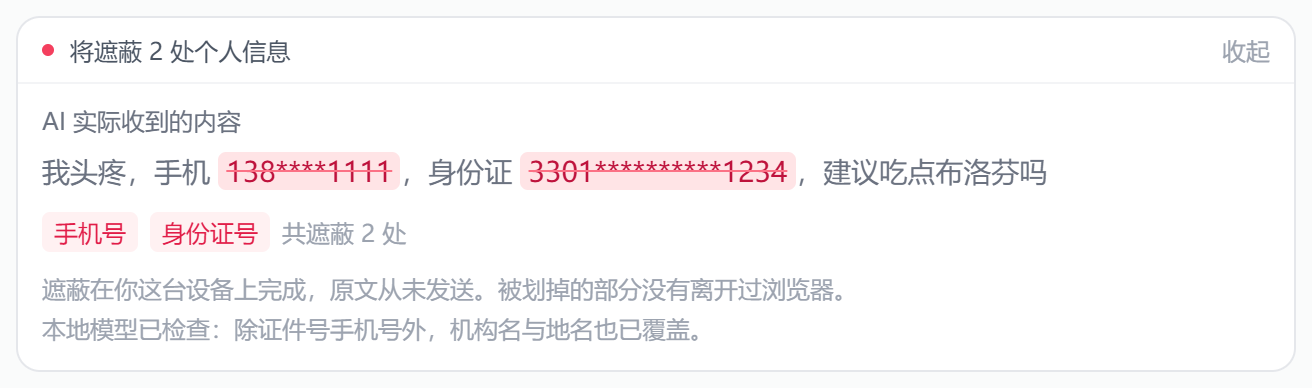 将遮蔽 2 处个人信息
收起
AI 实际收到的内容
我头疼，手机 138****1111，身份证 3301**********1234，建议吃点布洛芬吗
手机号 身份证号 共遮蔽 2 处
遮蔽在你这台设备上完成，原文从未发送。被划掉的部分没有离开过浏览器。
本地模型已检查：除证件号手机号外，机构名与地名也已覆盖。